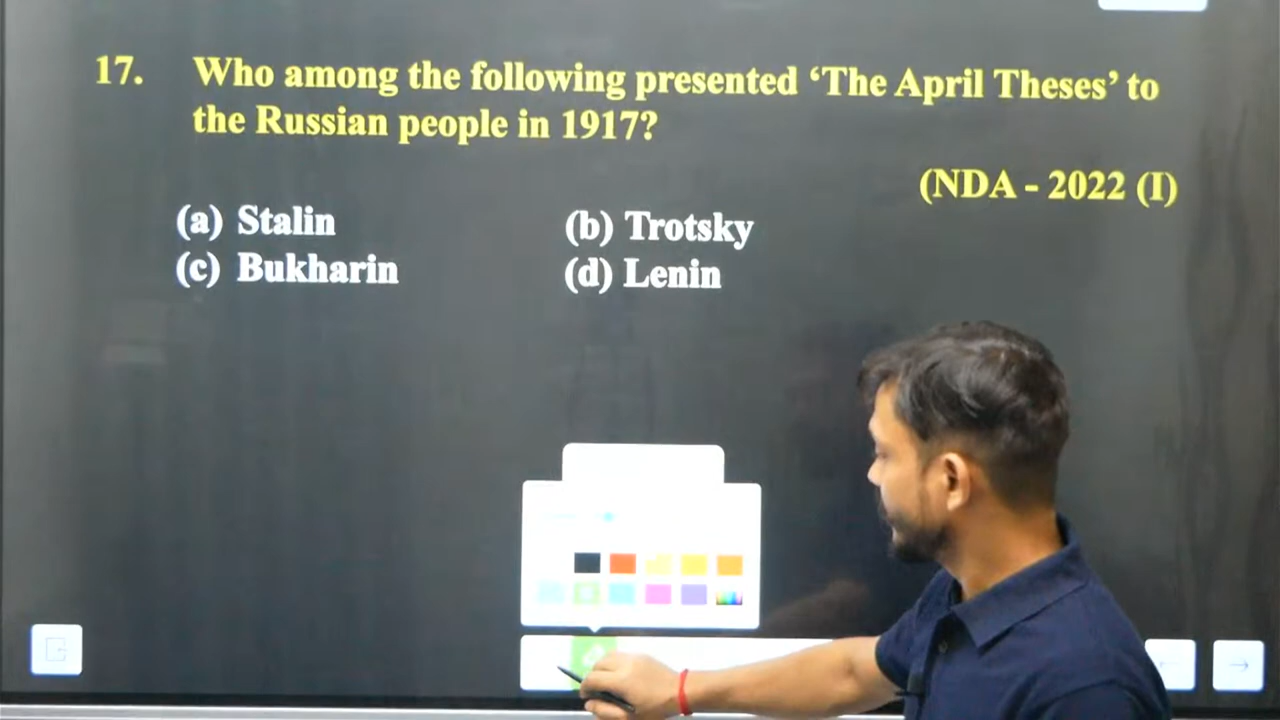 17. Who among the following presented ‘The April Theses’ to
the Russian people in 1917?
(NDA - 2022 (I)
(a) Stalin (b) Trotsky
(c) Bukharin (d) Lenin